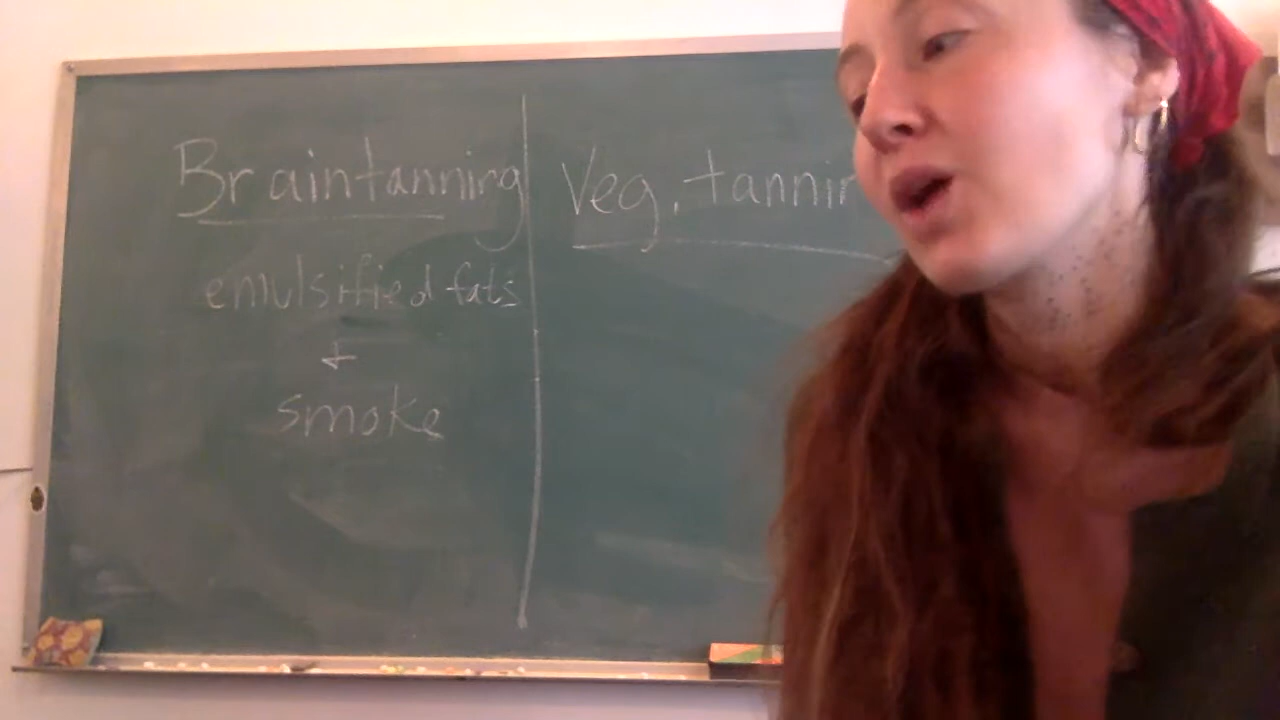 Braintanning
Veg. tannin
emulsified fats
+
smoke